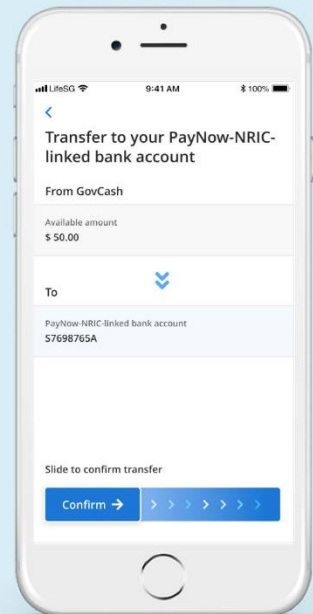 LifeSG 9:41 AM 100%
Transfer to your PayNow-NRIC-
linked bank account
From GovCash
Available amount
$ 50.00
To
PayNow-NRIC-linked bank account
S7698765A
Slide to confirm transfer
Confirm →